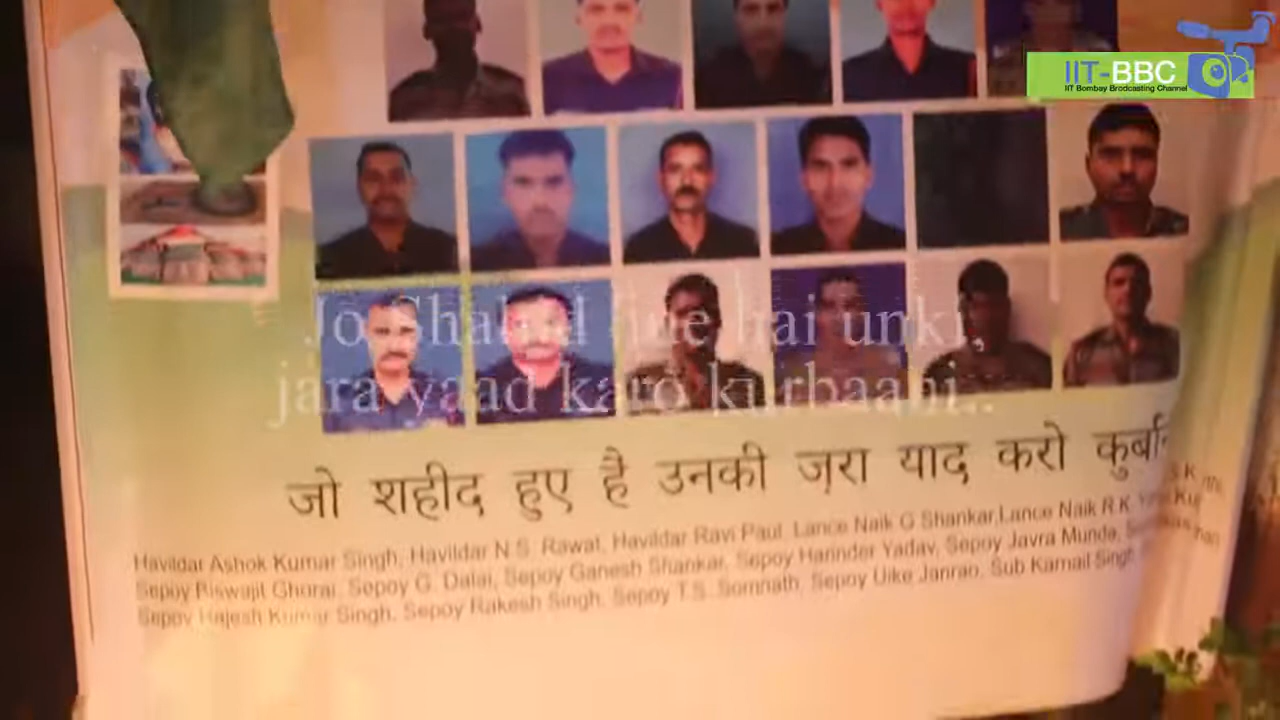 IIT-BBC
IIT Bombay Brodcasting Channel
Jo Shahid hue hai unki,
jara yaad karo kurbaani..
जो शहीद हुए है उनकी ज़रा याद करो
Havildar Ashok Kumar Singh, Havildar N.S. Rawat, Havildar Ravi Paul, Lance Naik G Shankar,Lance Naik R.K.
Sepoy Biswajit Ghorai, Sepoy G. Dalai, Sepoy Ganesh Shankar, Sepoy Harinder Yadav, Sepoy Javra Munda,
Sepoy Rajesh Kumar Singh, Sepoy Rakesh Singh, Sepoy T.S. Somnath, Sepoy Uike Janrao, Sub Karnail Singh